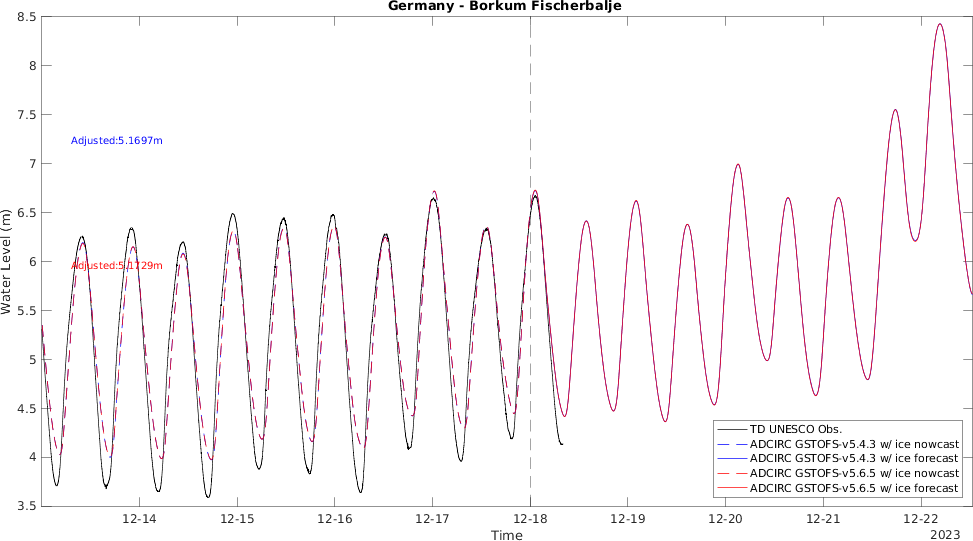 Germany - Borkum Fischerbalje
Water Level (m)
8.5
8
7.5
7
6.5
6
5.5
5
4.5
4
3.5
Adjusted:5.1697m
Adjusted:5.1729m
TD UNESCO Obs.
ADCIRC GSTOFS-v5.4.3 w/ ice nowcast
ADCIRC GSTOFS-v5.4.3 w/ ice forecast
ADCIRC GSTOFS-v5.6.5 w/ ice nowcast
ADCIRC GSTOFS-v5.6.5 w/ ice forecast
12-14 12-15 12-16 12-17 12-18 12-19 12-20 12-21 12-22
Time
2023